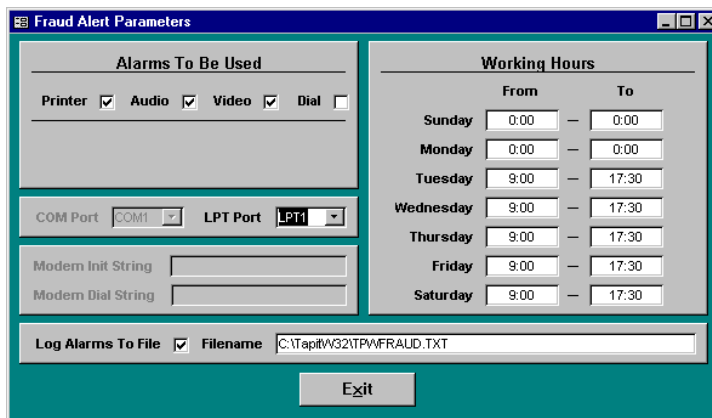 Fraud Alert Parameters
Alarms To Be Used
Printer Audio Video Dial
COM Port COM1 LPT Port LPT1
Modem Init String
Modem Dial String
Working Hours
From To
Sunday 0:00 — 0:00
Monday 0:00 — 0:00
Tuesday 9:00 — 17:30
Wednesday 9:00 — 17:30
Thursday 9:00 — 17:30
Friday 9:00 — 17:30
Saturday 9:00 — 17:30
Log Alarms To File Filename C:\TapitW32\TPWFRAUD.TXT
Exit